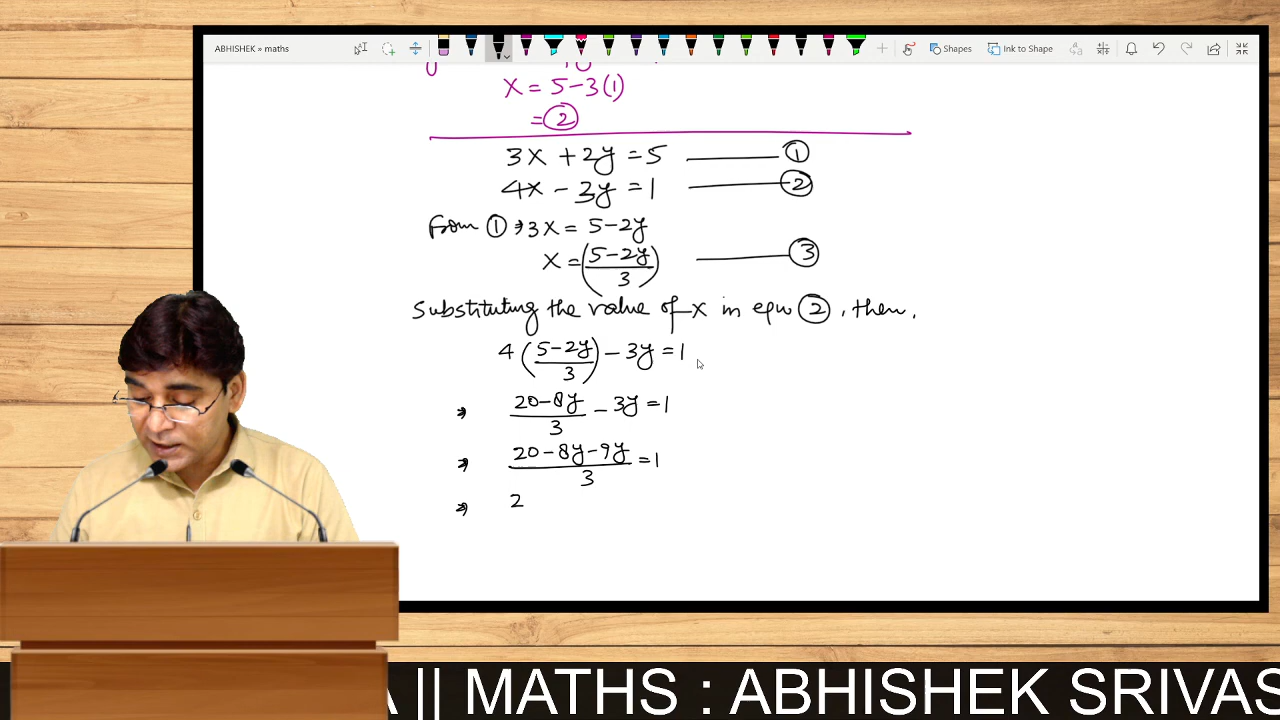 ABHISHEK » maths
Shapes
Ink to Shape
y
X = 5-3(1)
= 2
3X + 2y = 5 ——— 1
4x - 3y = 1 ——— 2
From 1 ⇒ 3X = 5-2y
X = (5-2y/3) ——— 3
Substituting the value of x in eqn 2, then,
4(5-2y/3) - 3y = 1
⇒ 20-8y/3 - 3y = 1
⇒ 20-8y-9y/3 = 1
⇒ 2
A || MATHS : ABHISHEK SRIVAS